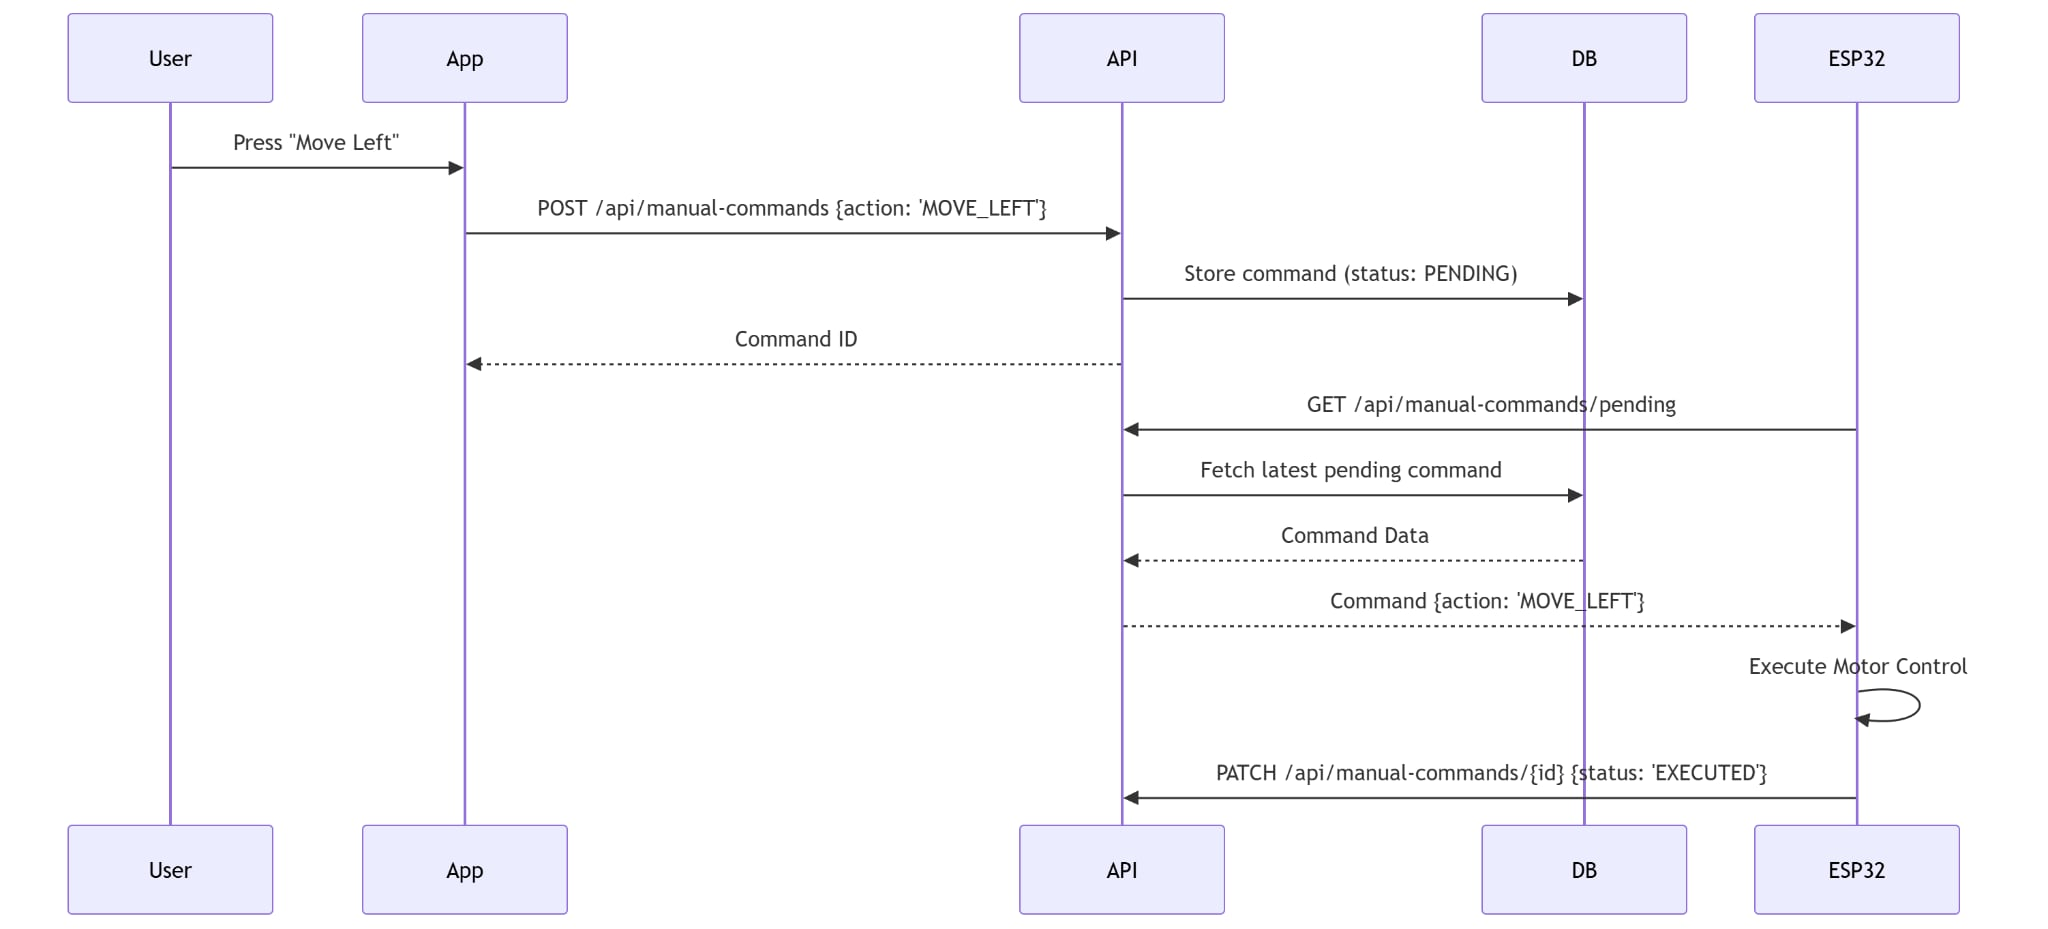 User
App
API
DB
ESP32
Press "Move Left"
POST /api/manual-commands {action: 'MOVE_LEFT'}
Store command (status: PENDING)
Command ID
GET /api/manual-commands/pending
Fetch latest pending command
Command Data
Command {action: 'MOVE_LEFT'}
Execute Motor Control
PATCH /api/manual-commands/{id} {status: 'EXECUTED'}
User
App
API
DB
ESP32